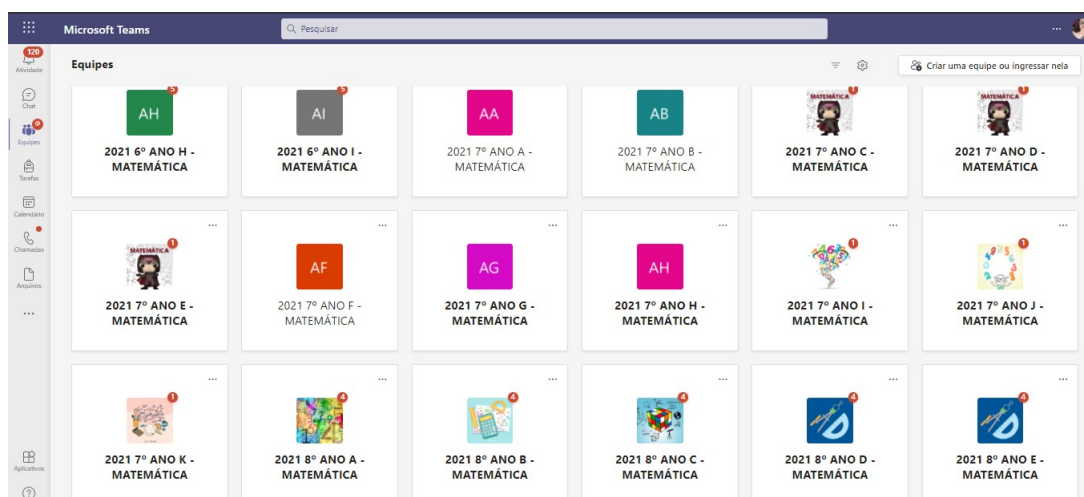 Microsoft Teams
Pesquisar
...
120
Atividade
Chat
@
Equipes
Tarefas
Calendário
Chamadas
Arquivos
...
Aplicativos
Equipes
Criar uma equipe ou ingressar nela
AH
5
2021 6º ANO H -
MATEMÁTICA
AI
5
2021 6º ANO I -
MATEMÁTICA
AA
2021 7º ANO A -
MATEMÁTICA
AB
2021 7º ANO B -
MATEMÁTICA
MATEMÁTICA
1
2021 7º ANO C -
MATEMÁTICA
MATEMÁTICA
1
2021 7º ANO D -
MATEMÁTICA
...
MATEMÁTICA
1
2021 7º ANO E -
MATEMÁTICA
...
AF
2021 7º ANO F -
MATEMÁTICA
...
AG
2021 7º ANO G -
MATEMÁTICA
...
AH
2021 7º ANO H -
MATEMÁTICA
...
1
2021 7º ANO I -
MATEMÁTICA
...
1
2021 7º ANO J -
MATEMÁTICA
...
1
2021 7º ANO K -
MATEMÁTICA
...
4
2021 8º ANO A -
MATEMÁTICA
...
4
2021 8º ANO B -
MATEMÁTICA
...
4
2021 8º ANO C -
MATEMÁTICA
...
4
2021 8º ANO D -
MATEMÁTICA
...
4
2021 8º ANO E -
MATEMÁTICA